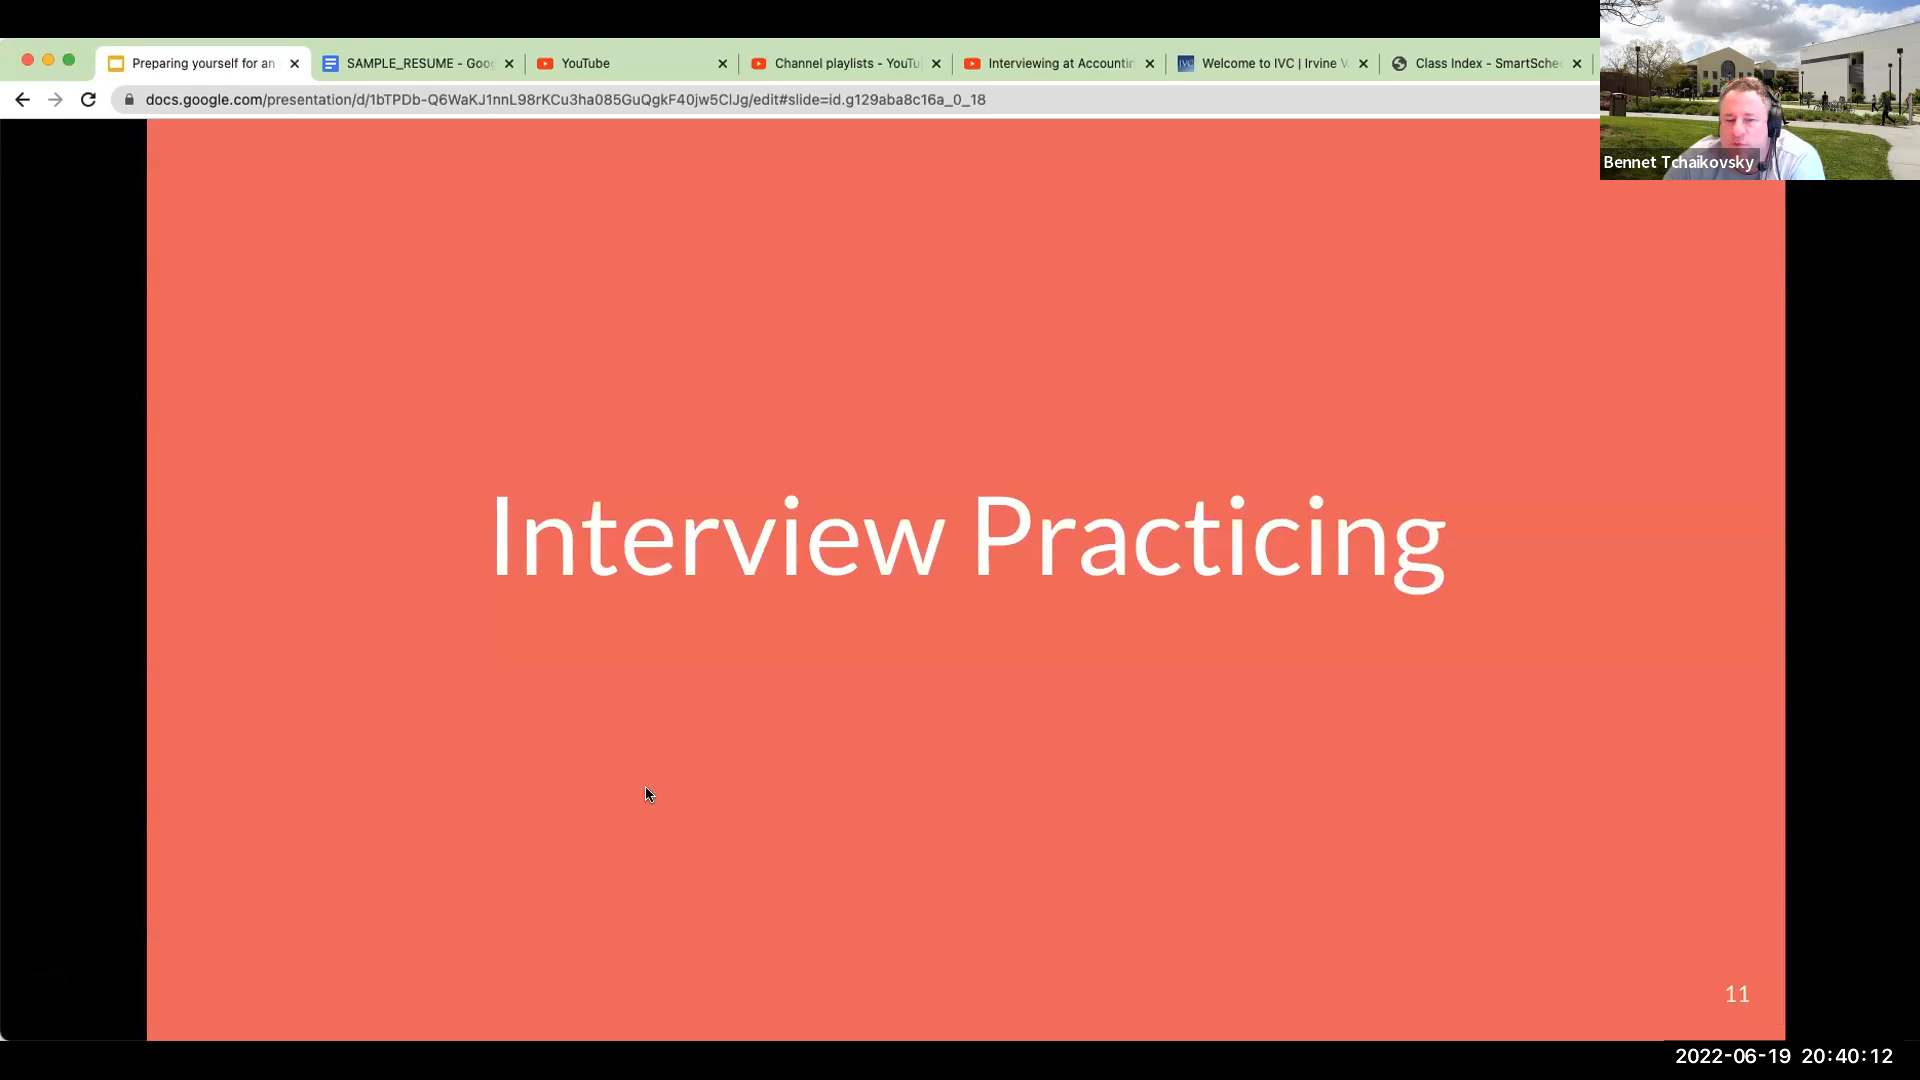 Preparing yourself for an
SAMPLE_RESUME - Goo
YouTube
Channel playlists - YouTu
Interviewing at Accountin
Welcome to IVC | Irvine V
Class Index - SmartSche
docs.google.com/presentation/d/1bTPDb-Q6WaKJ1nnL98rKCu3ha085GuQgkF40jw5ClJg/edit#slide=id.g129aba8c16a_0_18
Bennet Tchaikovsky
Interview Practicing
11
2022-06-19 20:40:12